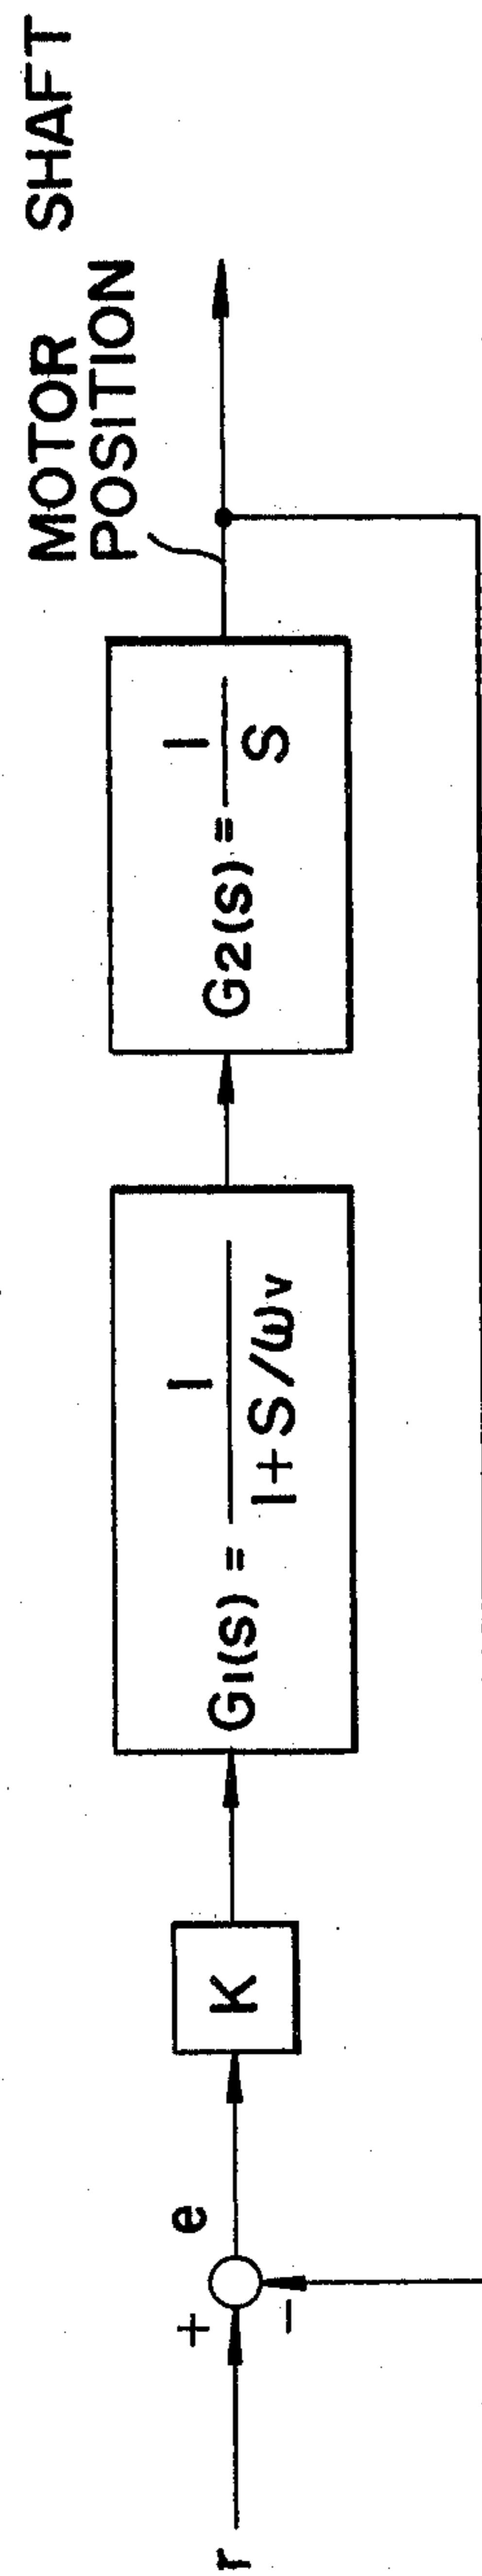 r
+
−
e
K
G1(S) = 1 / 1+S/ωv
G2(S) = 1 / S
MOTOR SHAFT
POSITION